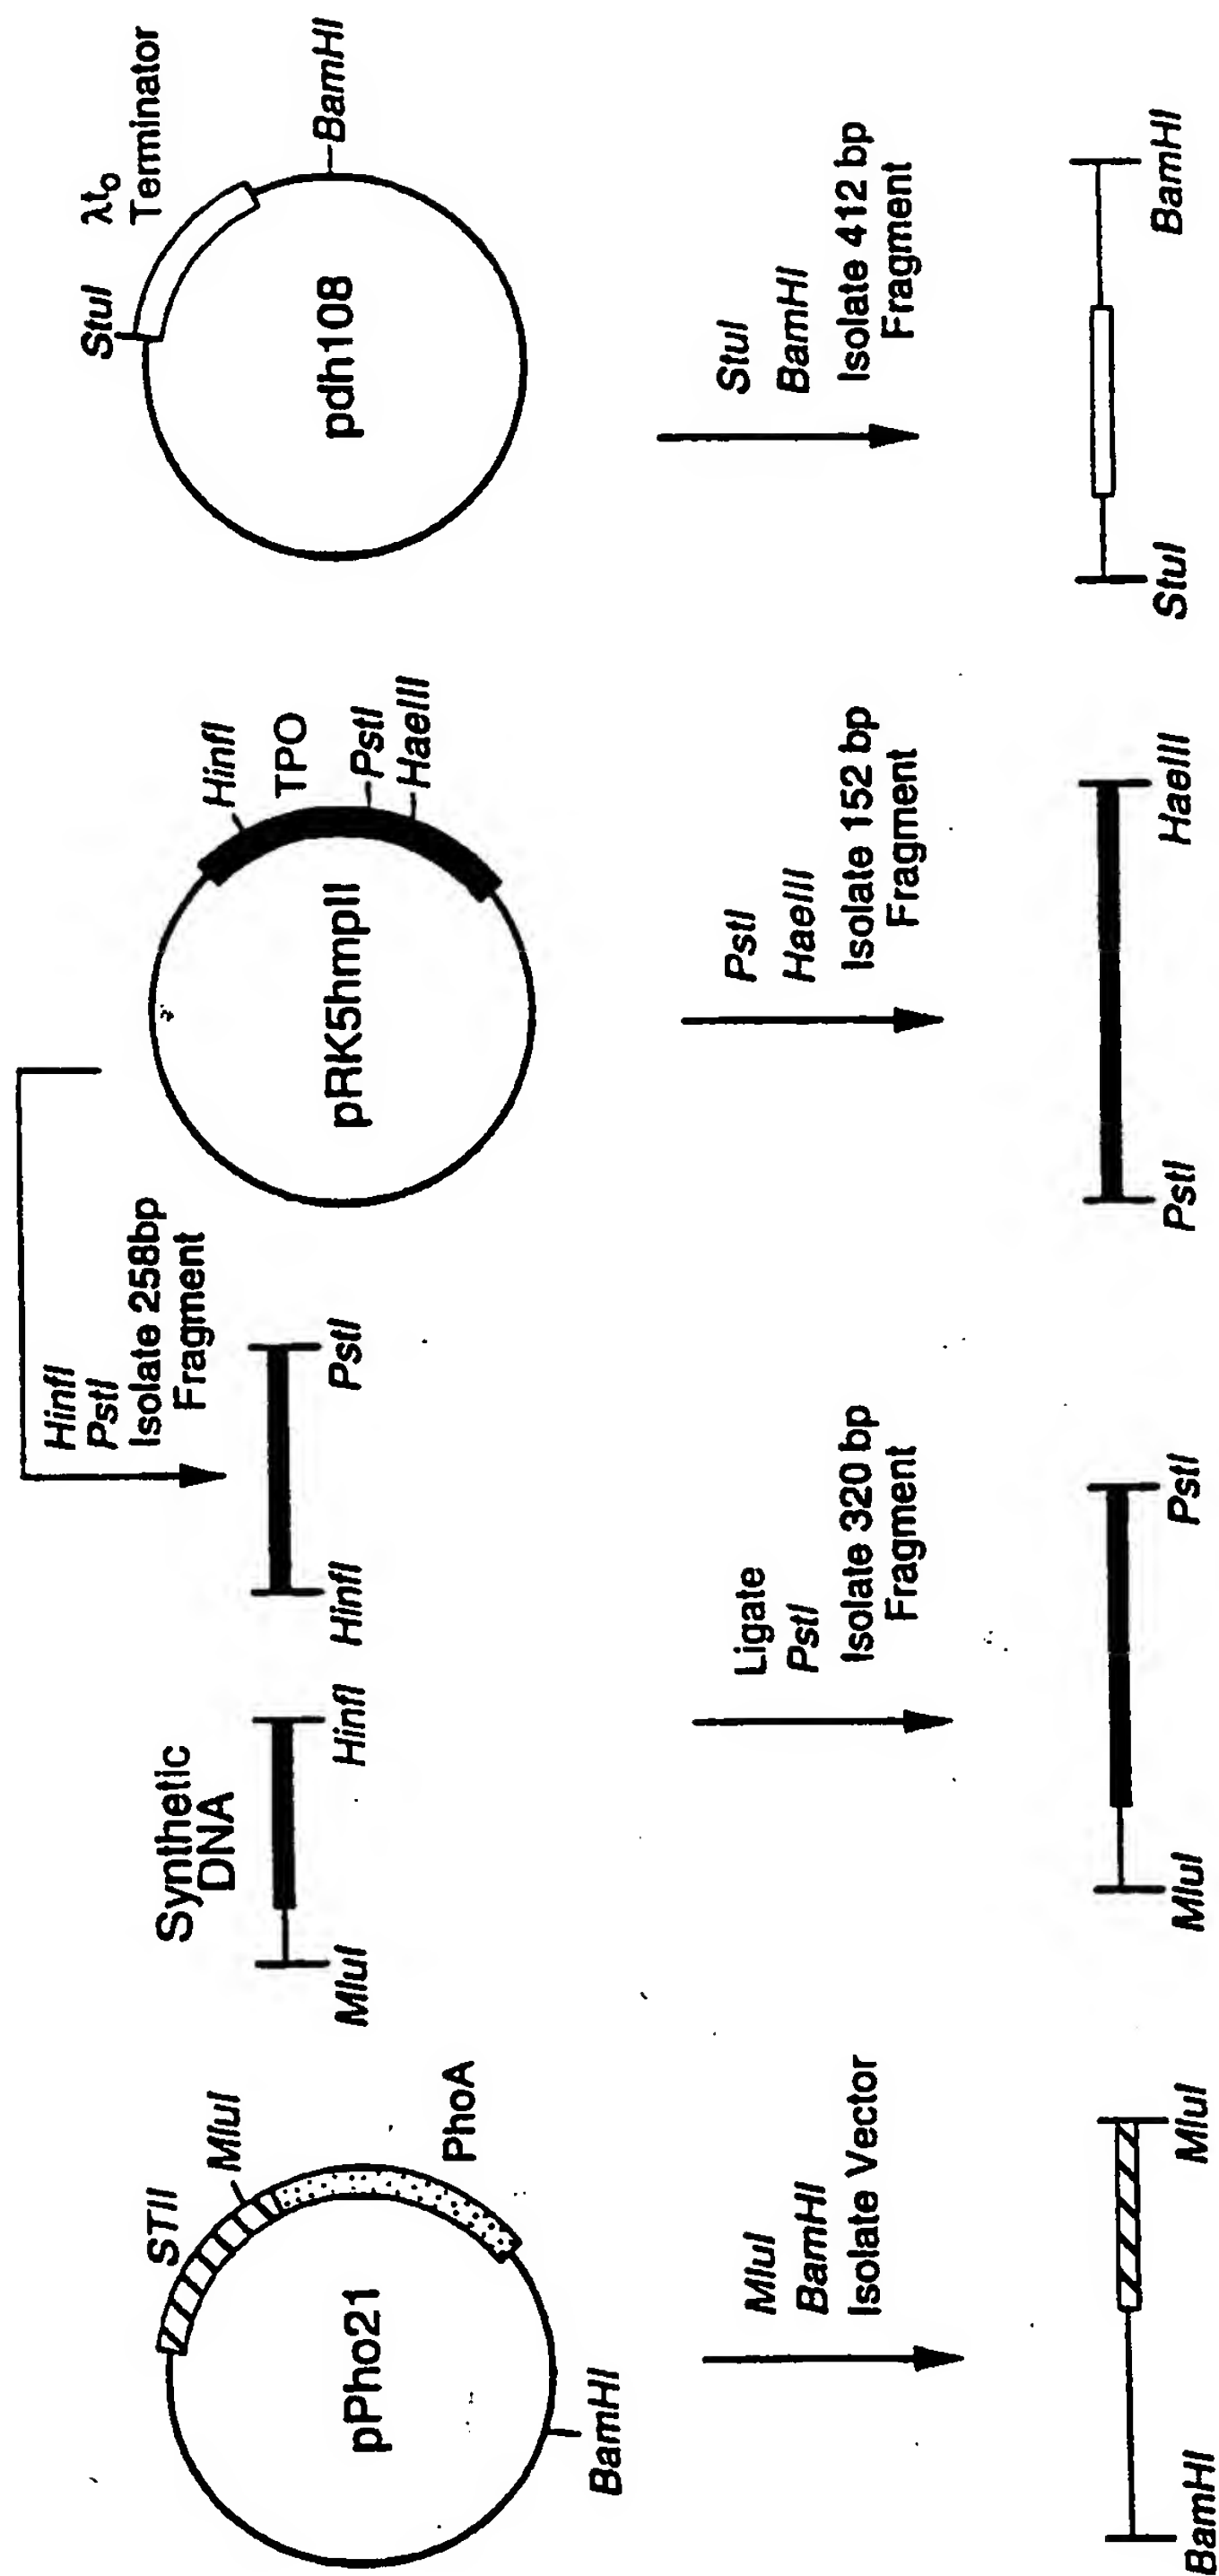 STII
MluI
PhoA
pPho21
BamHI
Synthetic
DNA
MluI
HinfI
HinfI
PstI
HinfI
PstI
Isolate 258bp
Fragment
HinfI
TPO
PstI
HaeIII
pRK5hmpII
StuI
λto
Terminator
BamHI
pdh108
MluI
BamHI
Isolate Vector
Ligate
PstI
Isolate 320 bp
Fragment
PstI
HaeIII
Isolate 152 bp
Fragment
StuI
BamHI
Isolate 412 bp
Fragment
BamHI
MluI
MluI
PstI
PstI
HaeIII
StuI
BamHI